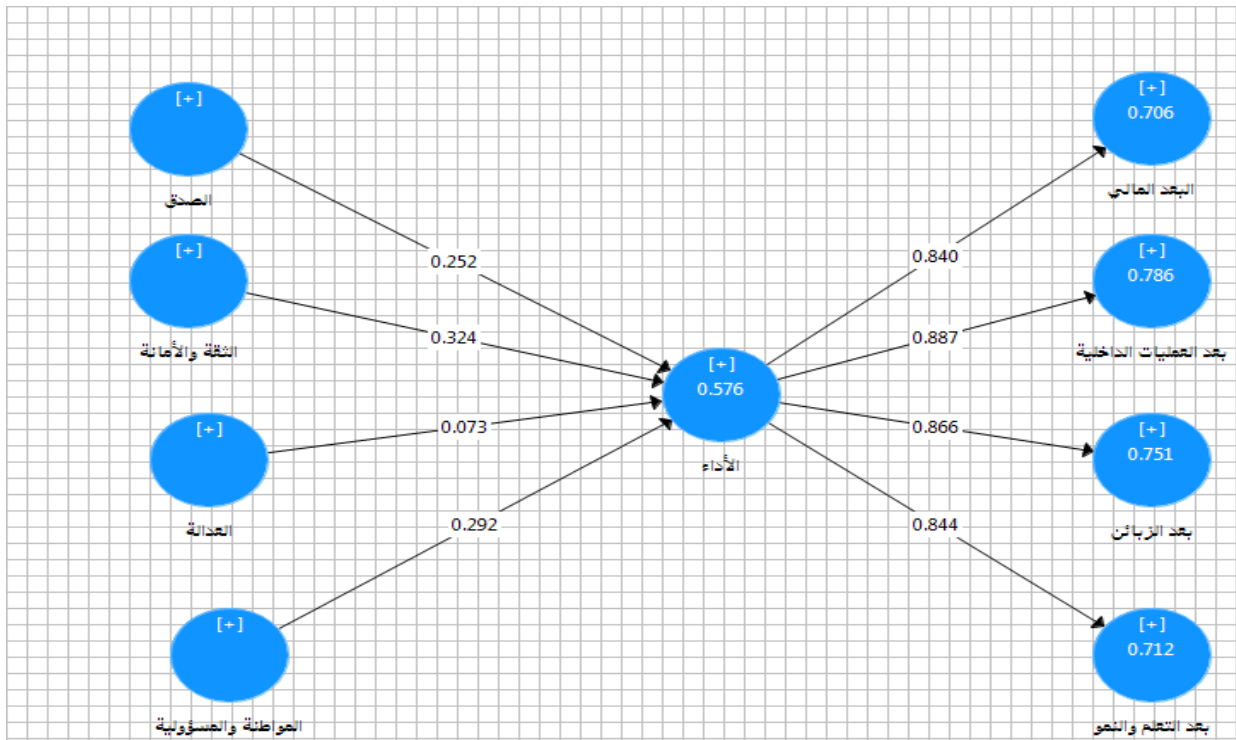 [+]
الصدق
[+]
الثقة والأمانة
[+]
العدالة
[+]
المواطنة والمسؤولية
0.252
0.324
0.073
0.292
[+]
0.576
الأداء
0.840
0.887
0.866
0.844
[+]
0.706
البعد المالي
[+]
0.786
بعد العمليات الداخلية
[+]
0.751
بعد الزبائن
[+]
0.712
بعد التعلم والنمو